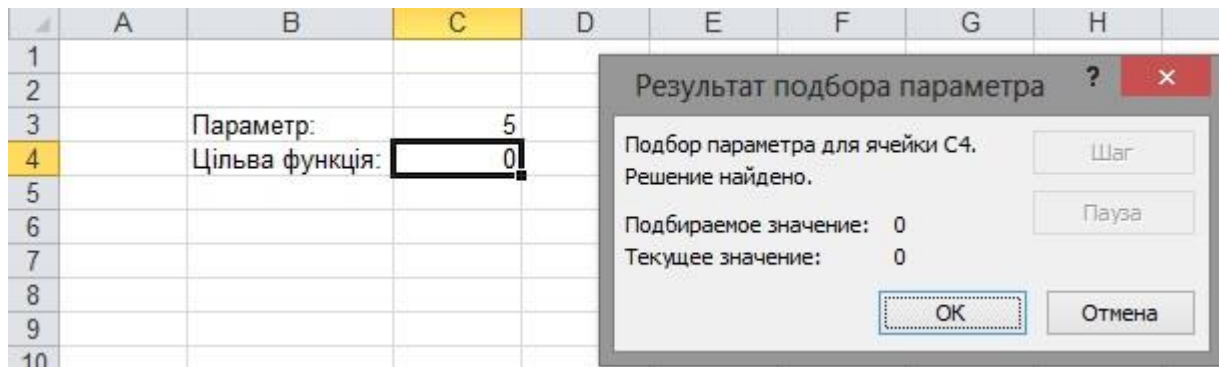 A B C D E F G H
1
2
3 Параметр: 5
4 Цільва функція: 0
5
6
7
8
9
10
Результат подбора параметра ? ×
Подбор параметра для ячейки C4.
Решение найдено.
Шаг
Подбираемое значение: 0
Пауза
Текущее значение: 0
ОК Отмена